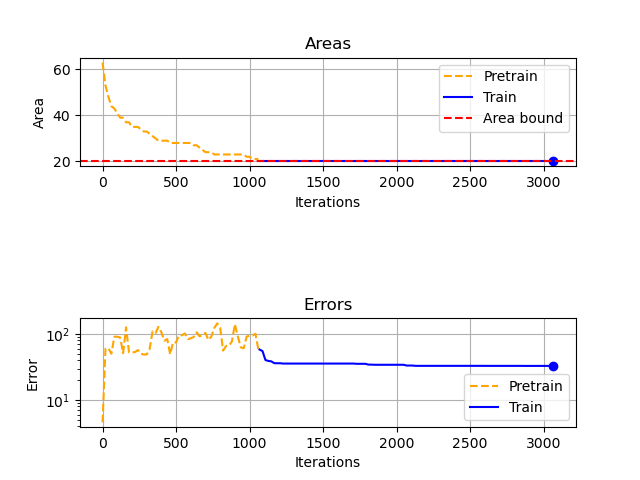 Areas
Area
60
40
20
Pretrain
Train
Area bound
0
500
1000
1500
2000
2500
3000
Iterations
Errors
Error
10²
10¹
Pretrain
Train
0
500
1000
1500
2000
2500
3000
Iterations